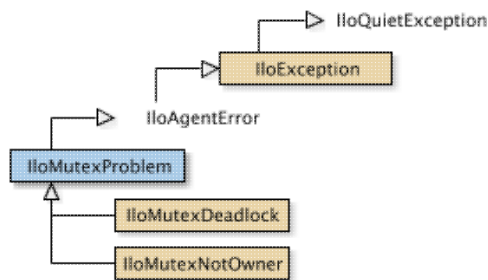 IloQuietException
IloException
IloAgentError
IloMutexProblem
IloMutexDeadlock
IloMutexNotOwner